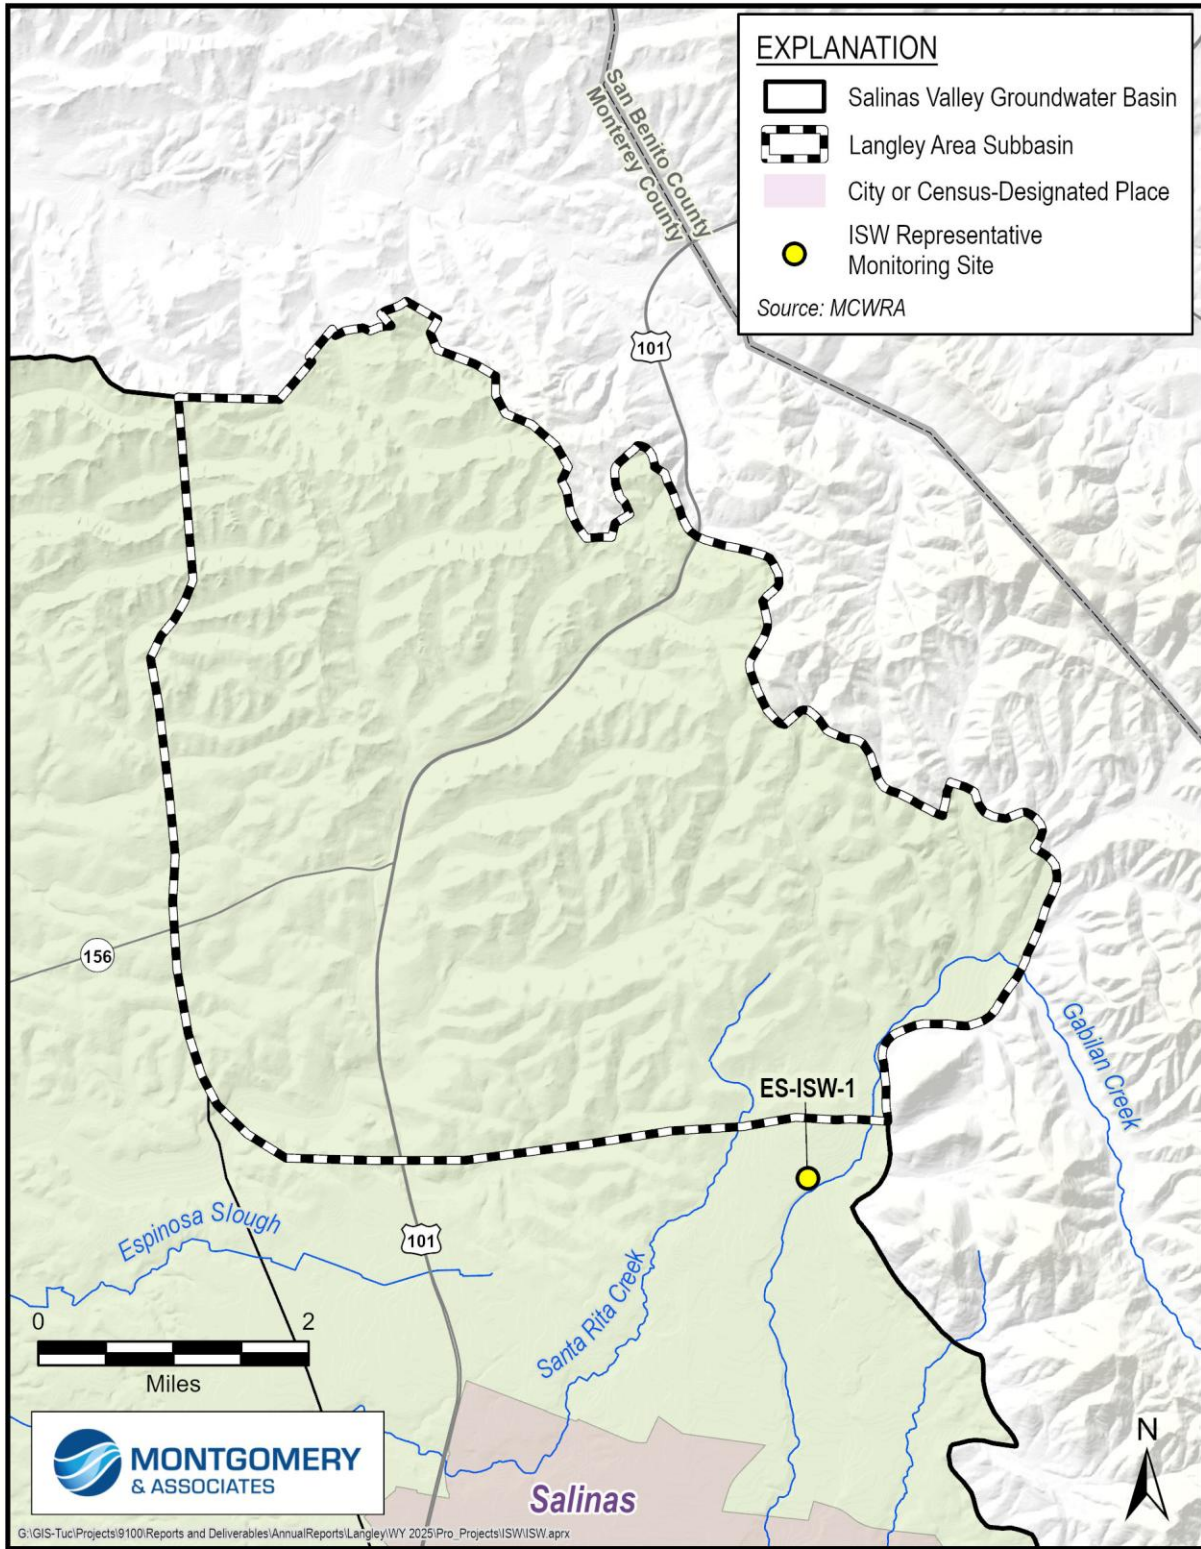 EXPLANATION
Salinas Valley Groundwater Basin
Langley Area Subbasin
City or Census-Designated Place
ISW Representative
Monitoring Site
Source: MCWRA
San Benito County
Monterey County
101
156
Gabilan Creek
ES-ISW-1
Espinosa Slough
101
Santa Rita Creek
0 2
Miles
N
MONTGOMERY
& ASSOCIATES
Salinas
G:\GIS-Tuc\Projects\9100\Reports and Deliverables\AnnualReports\Langley\WY 2025\Pro_Projects\ISW\ISW.aprx